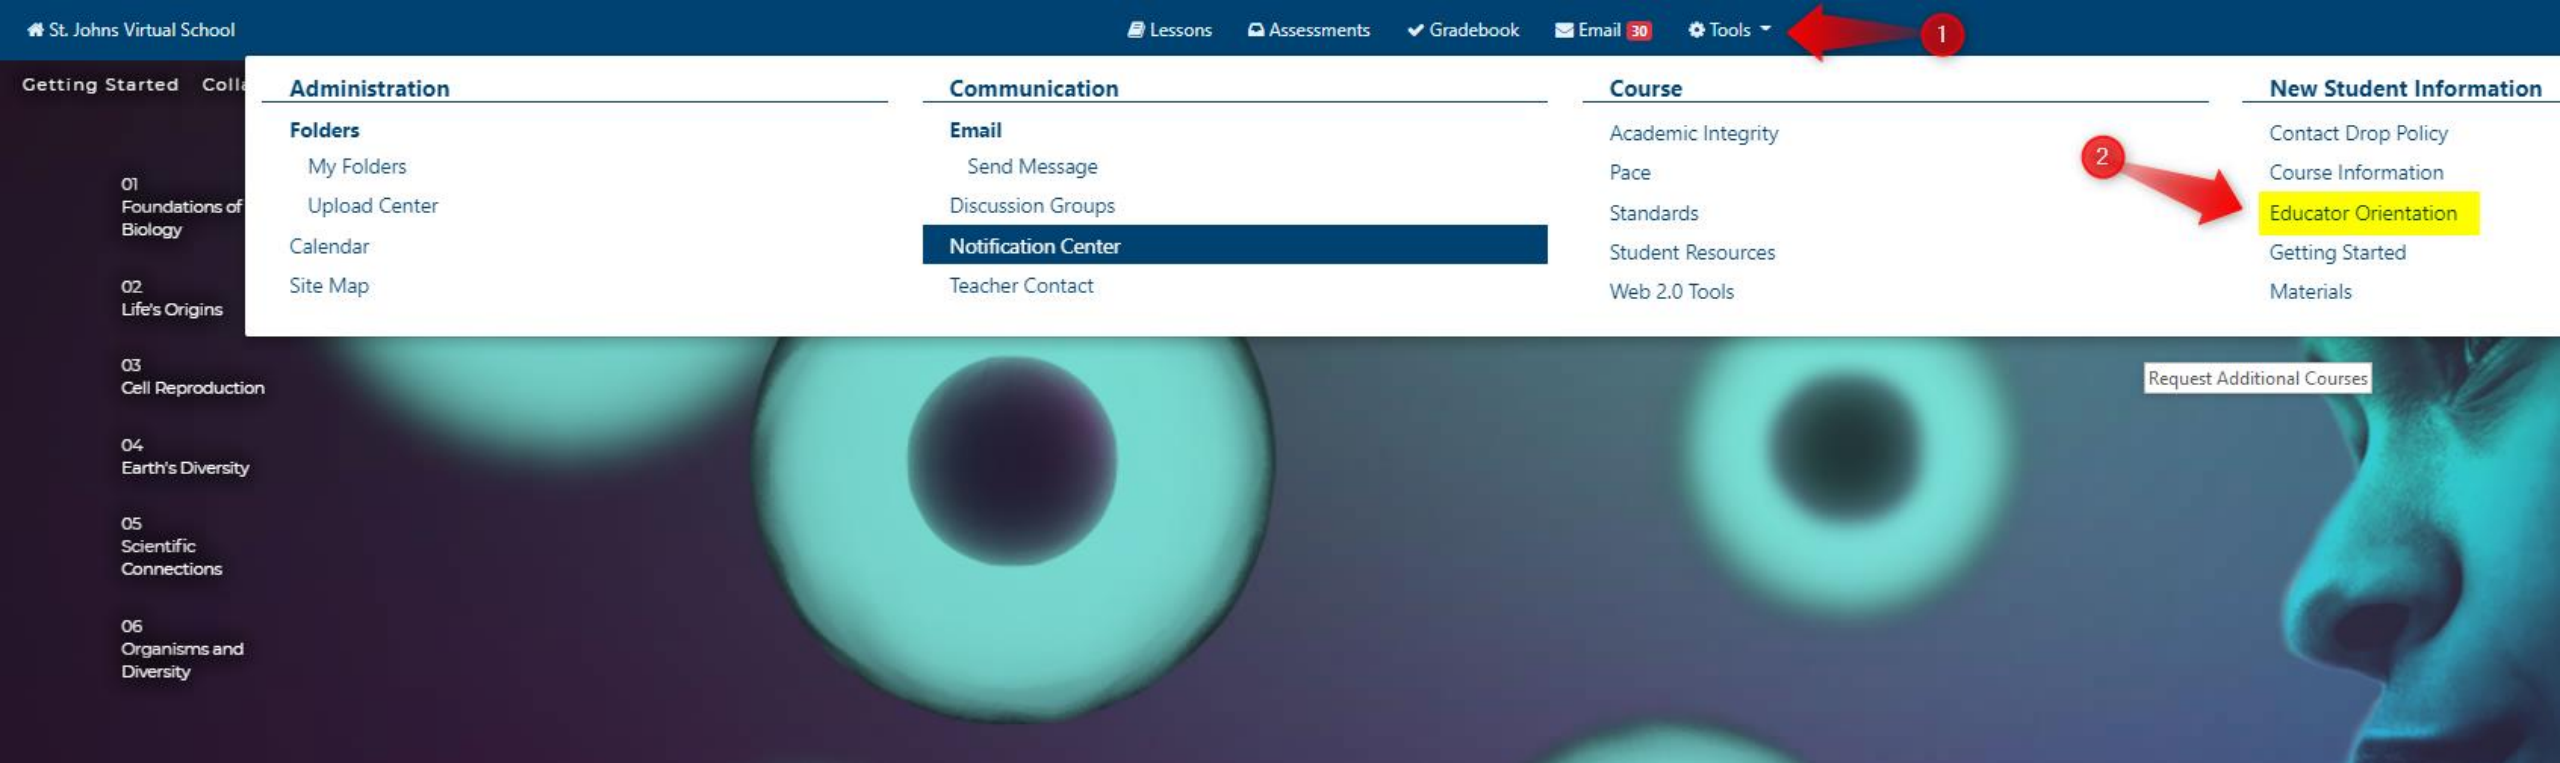 St. Johns Virtual School
Lessons
Assessments
Gradebook
Email 30
Tools
1
Getting Started
Administration
Folders
My Folders
Upload Center
Calendar
Site Map
Communication
Email
Send Message
Discussion Groups
Notification Center
Teacher Contact
Course
Academic Integrity
Pace
Standards
Student Resources
Web 2.0 Tools
2
New Student Information
Contact Drop Policy
Course Information
Educator Orientation
Getting Started
Materials
Request Additional Courses
01
Foundations of
Biology
02
Life's Origins
03
Cell Reproduction
04
Earth's Diversity
05
Scientific
Connections
06
Organisms and
Diversity